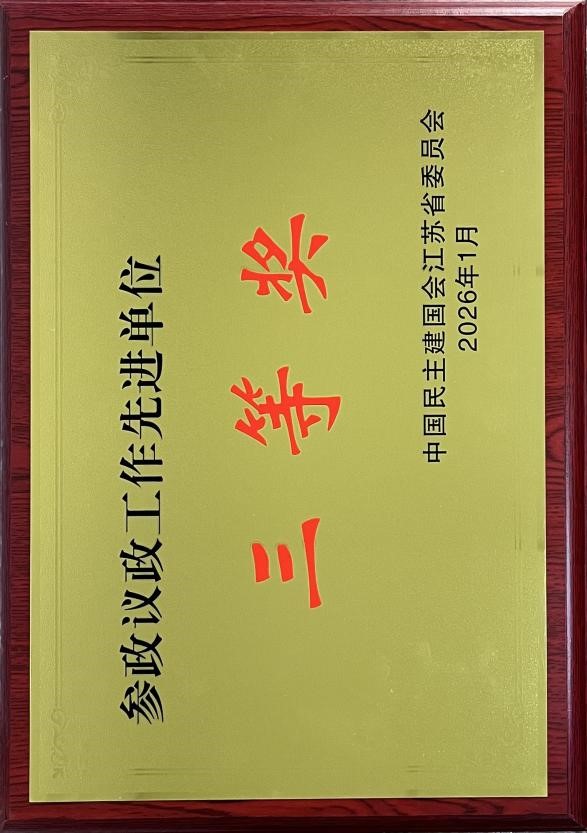 参政议政工作先进单位
三等奖
中国民主建国会江苏省委员会
2026年1月